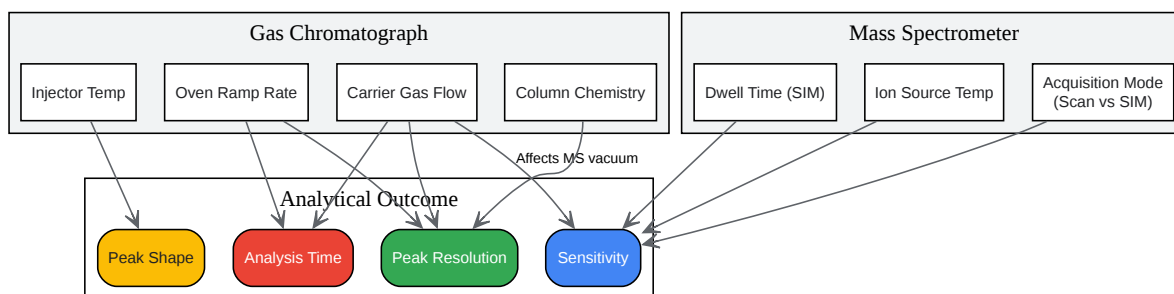 Gas Chromatograph
Mass Spectrometer
Injector Temp
Oven Ramp Rate
Carrier Gas Flow
Column Chemistry
Dwell Time (SIM)
Ion Source Temp
Acquisition Mode
(Scan vs SIM)
Affects MS vacuum
Analytical Outcome
Peak Shape
Analysis Time
Peak Resolution
Sensitivity